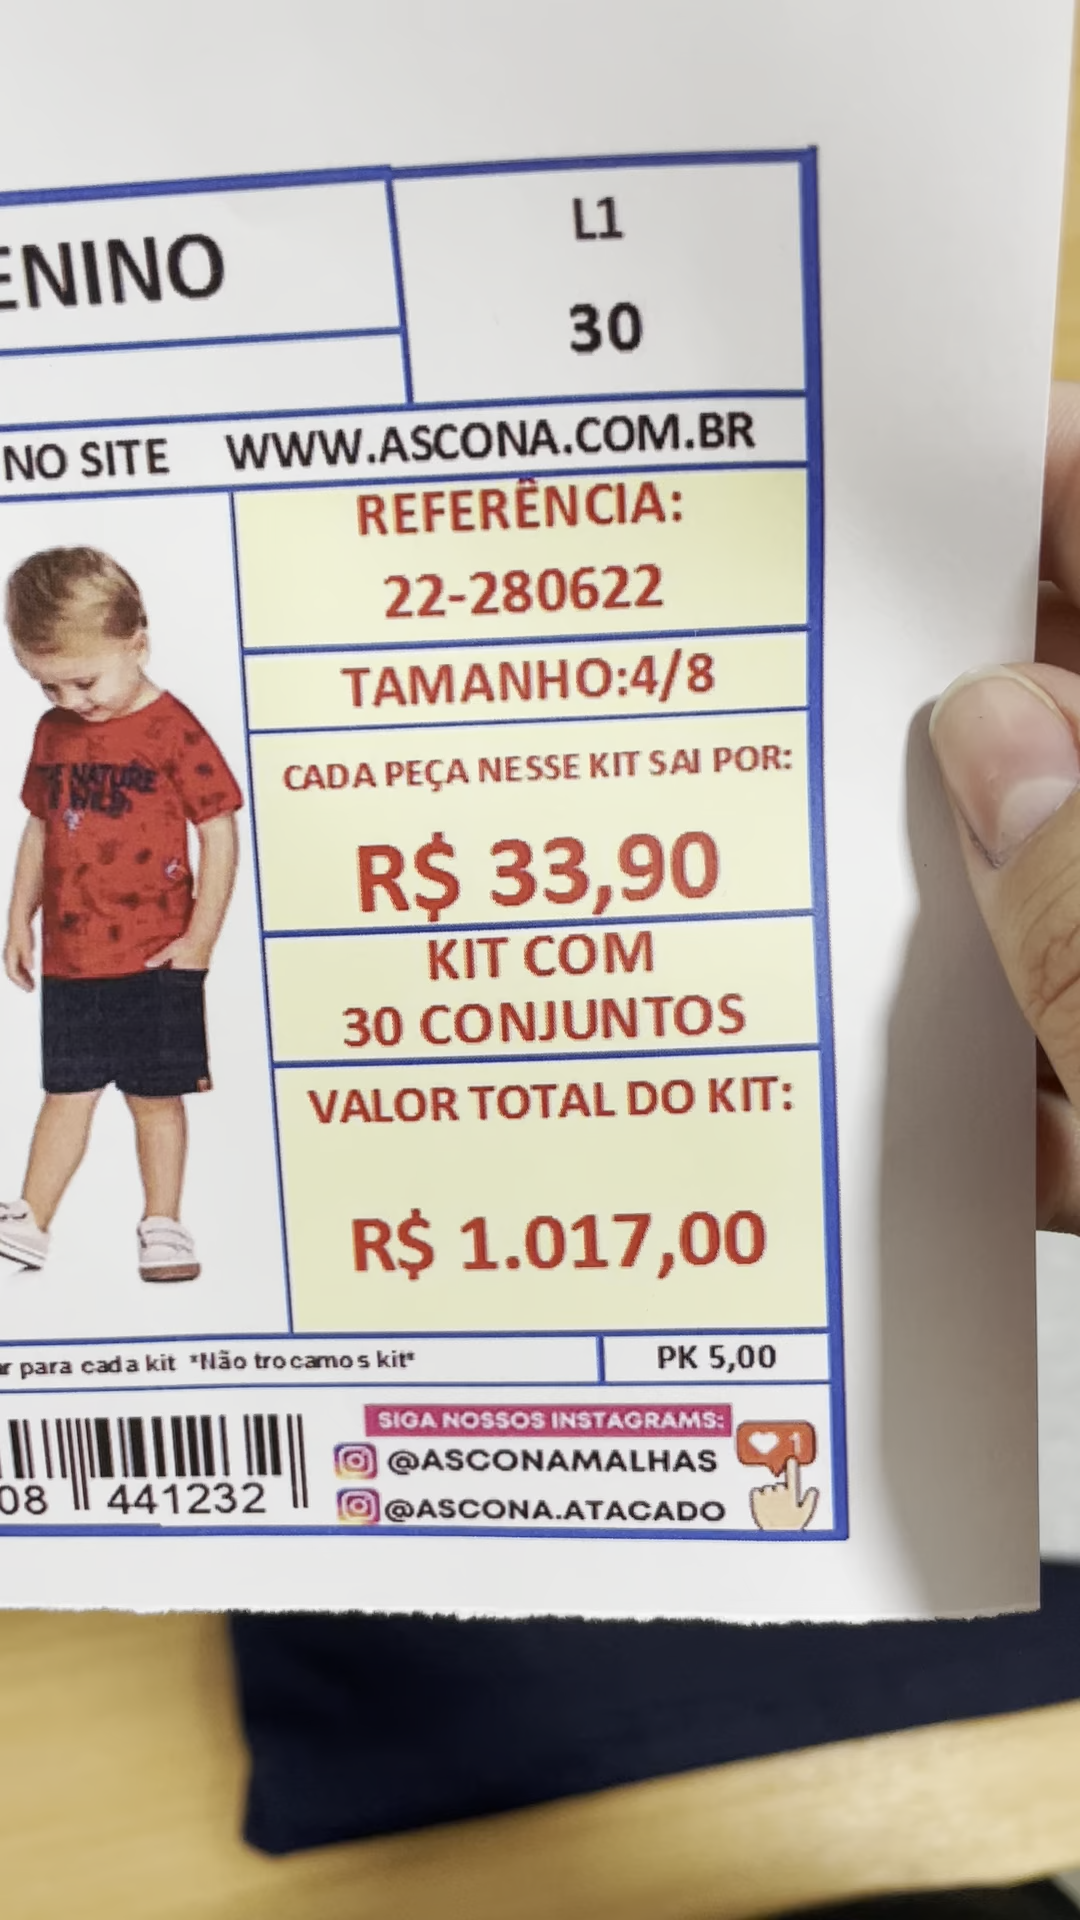 ENINO
L1
30
NO SITE WWW.ASCONA.COM.BR
REFERÊNCIA:
22-280622
TAMANHO:4/8
CADA PEÇA NESSE KIT SAI POR:
R$ 33,90
KIT COM
30 CONJUNTOS
VALOR TOTAL DO KIT:
R$ 1.017,00
NATURE
WILD
r para cada kit *Não trocamos kit*
PK 5,00
08 441232
SIGA NOSSOS INSTAGRAMS:
@ASCONAMALHAS
@ASCONA.ATACADO
1